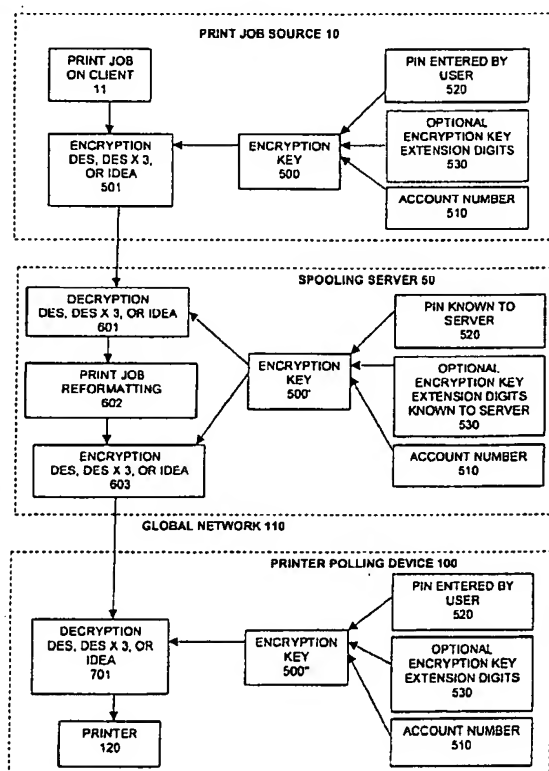 PRINT JOB SOURCE 10
PRINT JOB
ON CLIENT
11
PIN ENTERED BY
USER
520
ENCRYPTION
DES, DES X 3,
OR IDEA
501
ENCRYPTION
KEY
500
OPTIONAL
ENCRYPTION KEY
EXTENSION DIGITS
530
ACCOUNT NUMBER
510
SPOOLING SERVER 50
DECRYPTION
DES, DES X 3, OR IDEA
601
PIN KNOWN TO
SERVER
520
PRINT JOB
REFORMATTING
602
ENCRYPTION
KEY
500'
OPTIONAL
ENCRYPTION KEY
EXTENSION DIGITS
KNOWN TO SERVER
530
ENCRYPTION
DES, DES X 3, OR IDEA
603
ACCOUNT NUMBER
510
GLOBAL NETWORK 110
PRINTER POLLING DEVICE 100
PIN ENTERED BY
USER
520
DECRYPTION
DES, DES X 3, OR
IDEA
701
ENCRYPTION
KEY
500"
OPTIONAL
ENCRYPTION KEY
EXTENSION DIGITS
530
PRINTER
120
ACCOUNT NUMBER
510